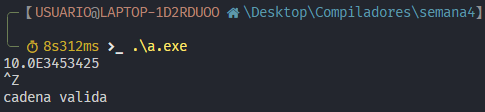 [USUARIO@LAPTOP-1D2RDUOO \Desktop\Compiladores\semana4]
8s312ms >_ .\a.exe
10.0E3453425
^Z
cadena valida